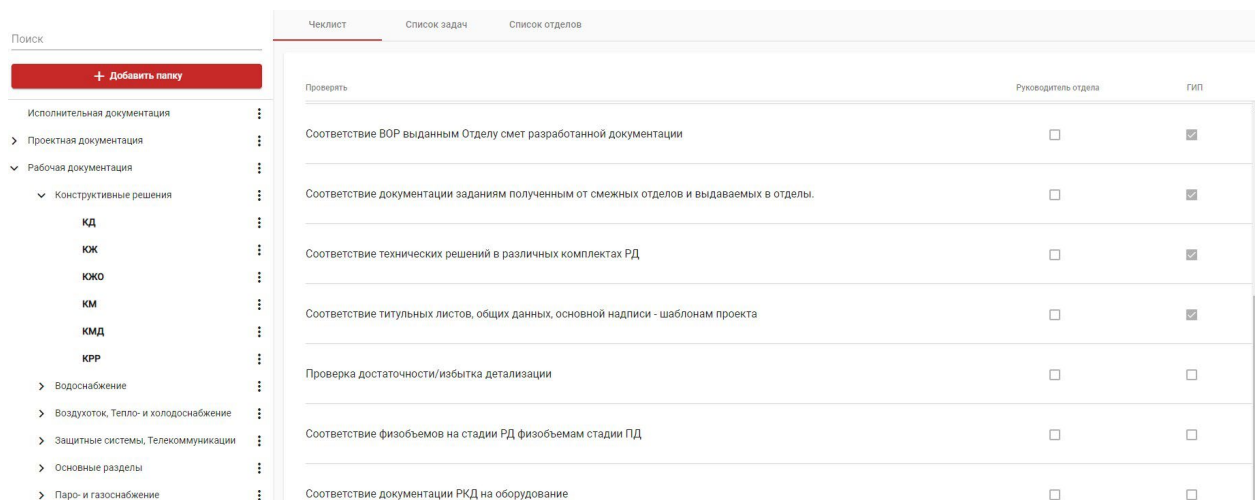 Чеклист Список задач Список отделов
Поиск
+ Добавить папку
Исполнительная документация
Проектная документация
Рабочая документация
Конструктивные решения
КД
КЖ
КЖО
КМ
КМД
КРР
Водоснабжение
Воздухоток, Тепло- и холодоснабжение
Защитные системы, Телекоммуникации
Основные разделы
Паро- и газоснабжение
Проверять Руководитель отдела ГИП
Соответствие ВОР выданным Отделу смет разработанной документации
Соответствие документации заданиям полученным от смежных отделов и выдаваемых в отделы.
Соответствие технических решений в различных комплектах РД
Соответствие титульных листов, общих данных, основной надписи - шаблонам проекта
Проверка достаточности/избытка детализации
Соответствие физобъемов на стадии РД физобъемам стадии ПД
Соответствие документации РКД на оборудование